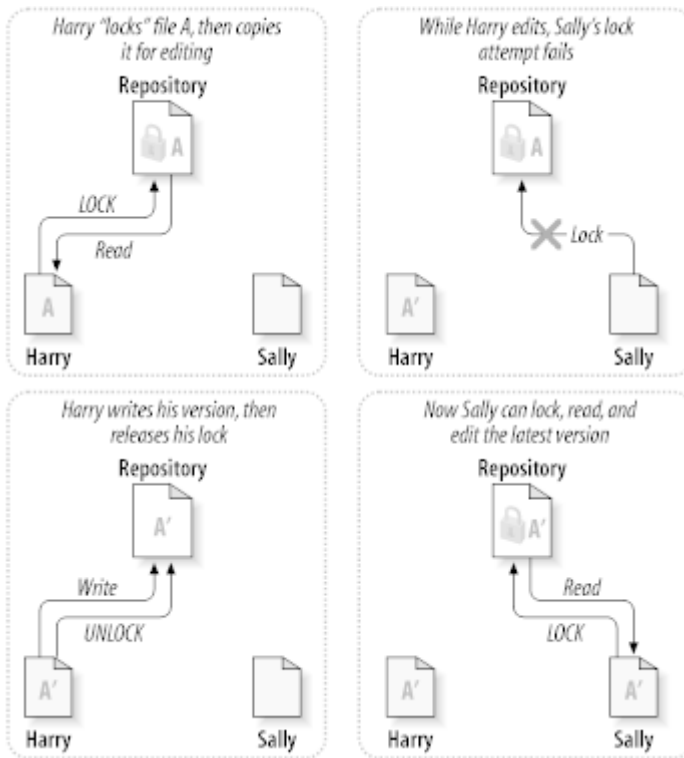 Harry “locks” file A, then copies
it for editing
Repository
A
LOCK
Read
A
Harry
Sally
While Harry edits, Sally’s lock
attempt fails
Repository
A
Lock
A’
Harry
Sally
Harry writes his version, then
releases his lock
Repository
A’
Write
UNLOCK
A’
Harry
Sally
Now Sally can lock, read, and
edit the latest version
Repository
A’
Read
LOCK
A’
A’
Harry
Sally